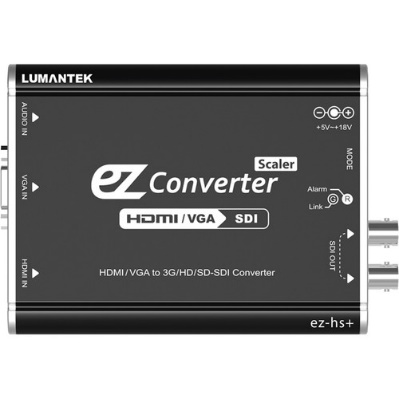 LUMANTEK
AUDIO IN
VGA IN
HDMI IN
+5V~+18V
MODE
Scaler
ez Converter
HDMI/VGA SDI
Alarm
Link
R
SDI OUT
HDMI/VGA to 3G/HD/SD-SDI Converter
ez-hs+